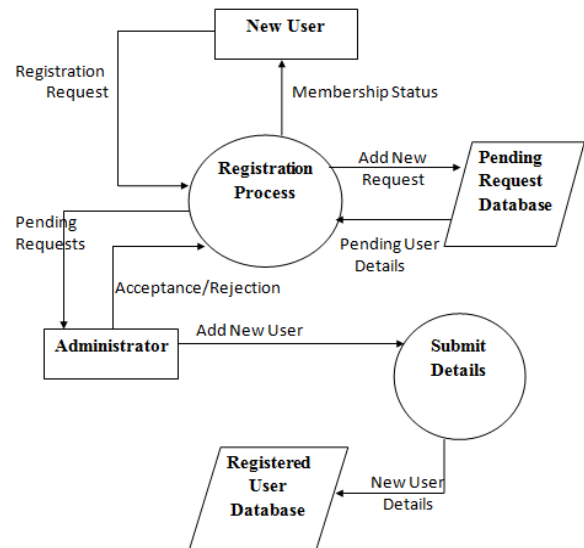 New User
Registration
Request
Membership Status
Registration
Process
Add New
Request
Pending
Request
Database
Pending
Requests
Pending User
Details
Acceptance/Rejection
Administrator
Add New User
Submit
Details
Registered
User
Database
New User
Details